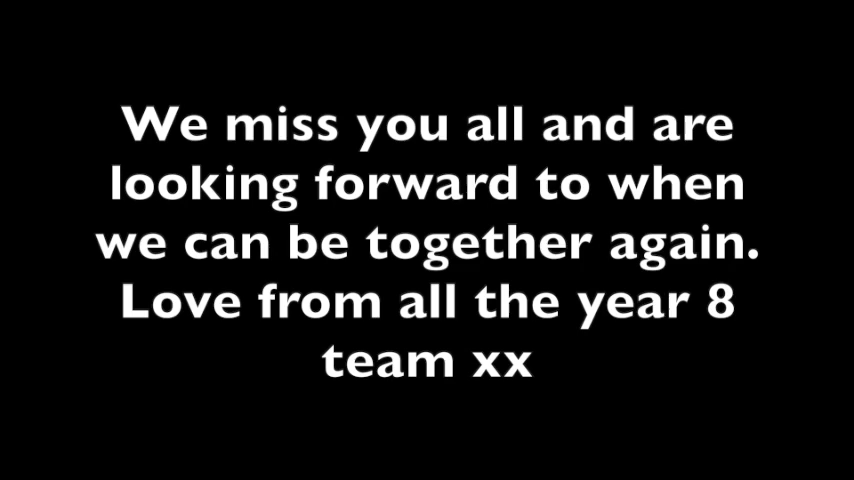 We miss you all and are
looking forward to when
we can be together again.
Love from all the year 8
team xx